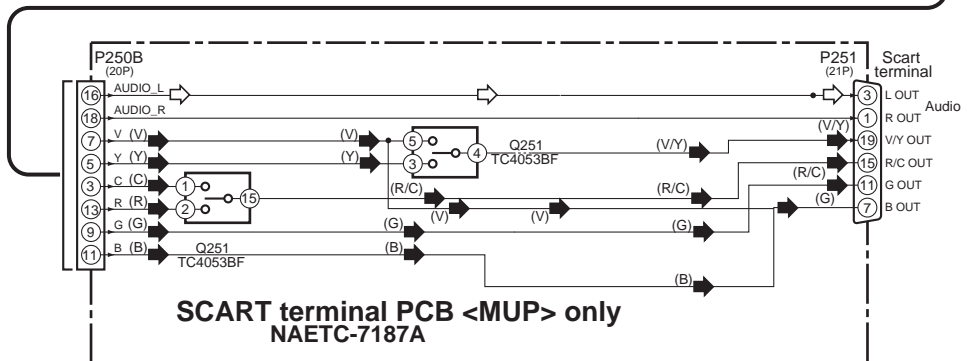 P250B
(20P)
P251
(21P)
Scart
terminal
16 AUDIO_L
3 L OUT
Audio
18 AUDIO_R
1 R OUT
7 V (V) (V) 5
(V/Y)
19 V/Y OUT
4 Q251
TC4053BF
(V/Y)
5 Y (Y) (Y) 3
15 R/C OUT
3 C (C) 1
(R/C) (R/C) (R/C)
11 G OUT
15
13 R (R) 2
(V) (V) (G)
7 B OUT
9 G (G) (G) (G)
11 B (B) Q251
TC4053BF
(B)
(B)
SCART terminal PCB <MUP> only
NAETC-7187A